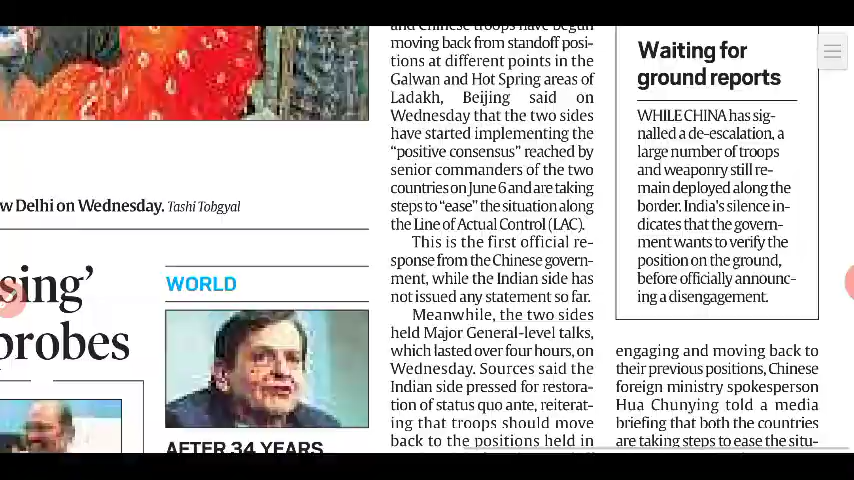 w Delhi on Wednesday. Tashi Tobgyal
sing'
probes
WORLD
AFTER 34 YEARS
and Chinese troops have begun
moving back from standoff posi-
tions at different points in the
Galwan and Hot Spring areas of
Ladakh, Beijing said on
Wednesday that the two sides
have started implementing the
“positive consensus” reached by
senior commanders of the two
countries on June 6 and are taking
steps to “ease” the situation along
the Line of Actual Control (LAC).
This is the first official re-
sponse from the Chinese govern-
ment, while the Indian side has
not issued any statement so far.
Meanwhile, the two sides
held Major General-level talks,
which lasted over four hours, on
Wednesday. Sources said the
Indian side pressed for restora-
tion of status quo ante, reiterat-
ing that troops should move
back to the positions held in
Waiting for
ground reports
WHILE CHINA has sig-
nalled a de-escalation, a
large number of troops
and weaponry still re-
main deployed along the
border. India's silence in-
dicates that the govern-
ment wants to verify the
position on the ground,
before officially announc-
ing a disengagement.
engaging and moving back to
their previous positions, Chinese
foreign ministry spokesperson
Hua Chunying told a media
briefing that both the countries
are taking steps to ease the situ-